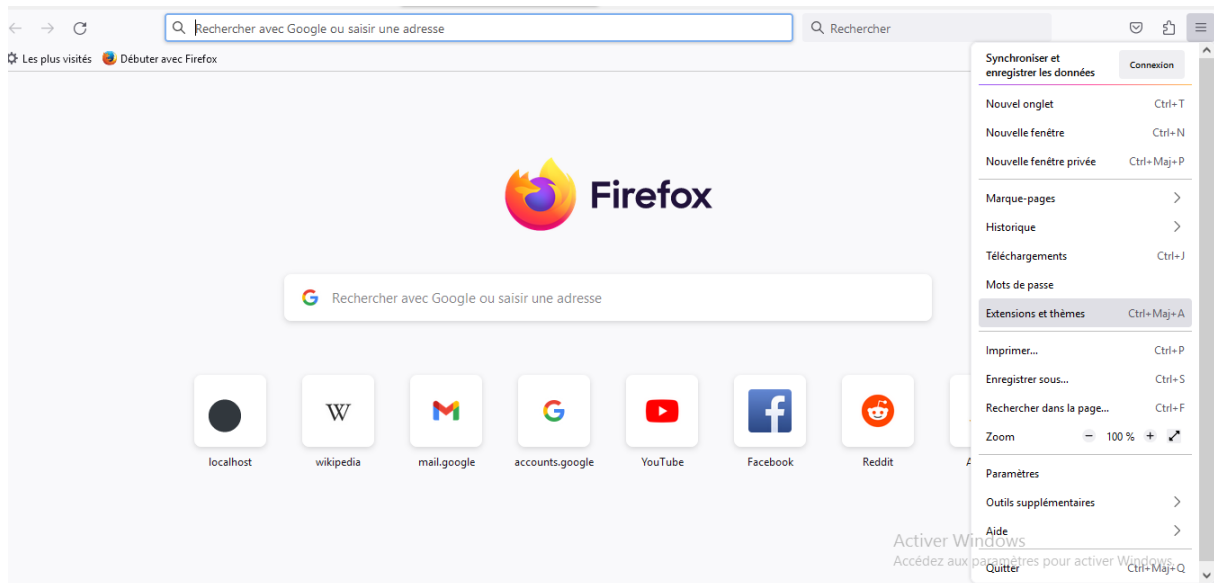 Rechercher avec Google ou saisir une adresse
Rechercher
Les plus visités
Débuter avec Firefox
Synchroniser et
enregistrer les données
Connexion
Nouvel onglet Ctrl+T
Nouvelle fenêtre Ctrl+N
Nouvelle fenêtre privée Ctrl+Maj+P
Marque-pages
Historique
Téléchargements Ctrl+J
Mots de passe
Extensions et thèmes Ctrl+Maj+A
Imprimer... Ctrl+P
Enregistrer sous... Ctrl+S
Rechercher dans la page... Ctrl+F
Zoom 100 %
Paramètres
Outils supplémentaires
Aide
Quitter Ctrl+Maj+Q
Firefox
Rechercher avec Google ou saisir une adresse
W
localhost
wikipedia
mail.google
accounts.google
YouTube
Facebook
Reddit
A
Activer Windows
Accédez aux paramètres pour activer Windows.